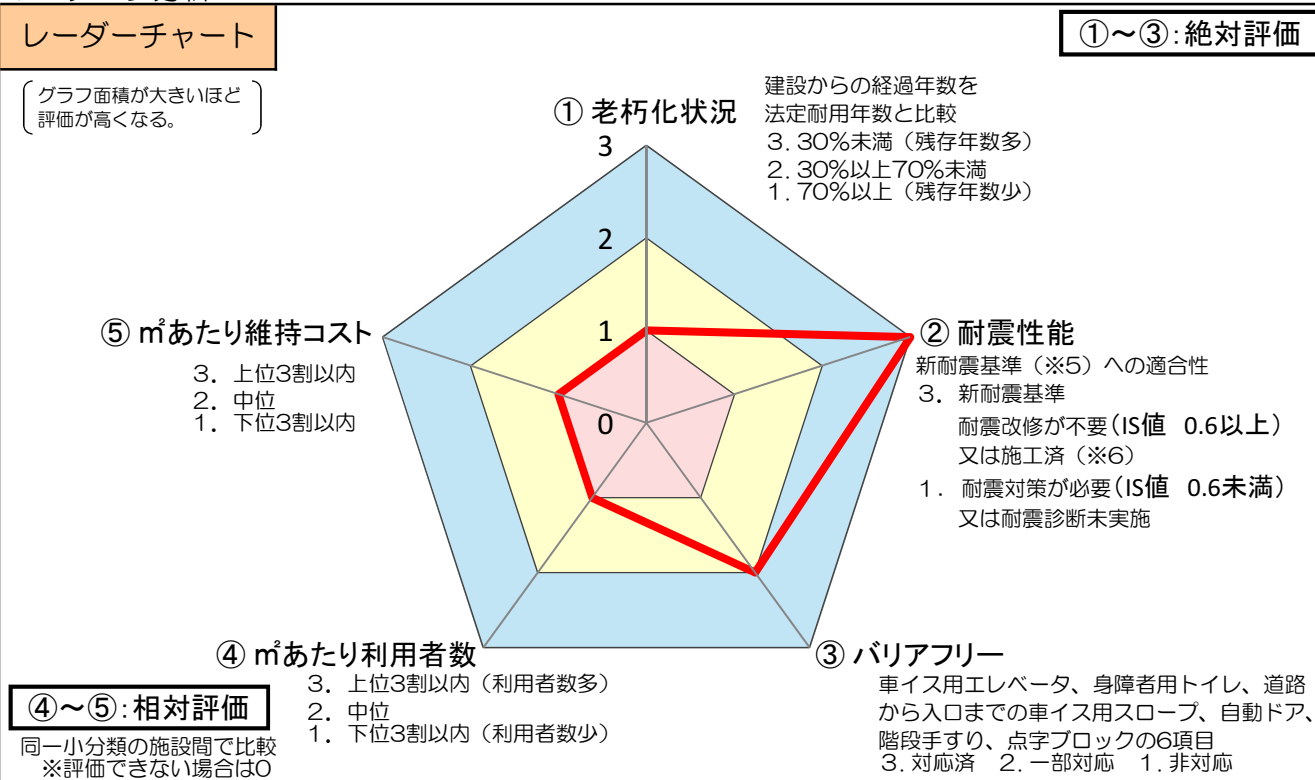 レーダーチャート
①～③:絶対評価
グラフ面積が大きいほど
評価が高くなる。
① 老朽化状況
建設からの経過年数を
法定耐用年数と比較
３．30％未満（残存年数多）
２．30％以上70％未満
１．70％以上（残存年数少）
3
2
1
0
② 耐震性能
新耐震基準（※5）への適合性
３．新耐震基準
耐震改修が不要(IS値 0.6以上)
又は施工済（※6）
１．耐震対策が必要(IS値 0.6未満)
又は耐震診断未実施
⑤ ㎡あたり維持コスト
３．上位3割以内
２．中位
１．下位3割以内
④ ㎡あたり利用者数
３．上位3割以内（利用者数多）
２．中位
１．下位3割以内（利用者数少）
③ バリアフリー
車イス用エレベータ、身障者用トイレ、道路
から入口までの車イス用スロープ、自動ドア、
階段手すり、点字ブロックの6項目
３．対応済 ２．一部対応 １．非対応
④～⑤:相対評価
同一小分類の施設間で比較
※評価できない場合は0